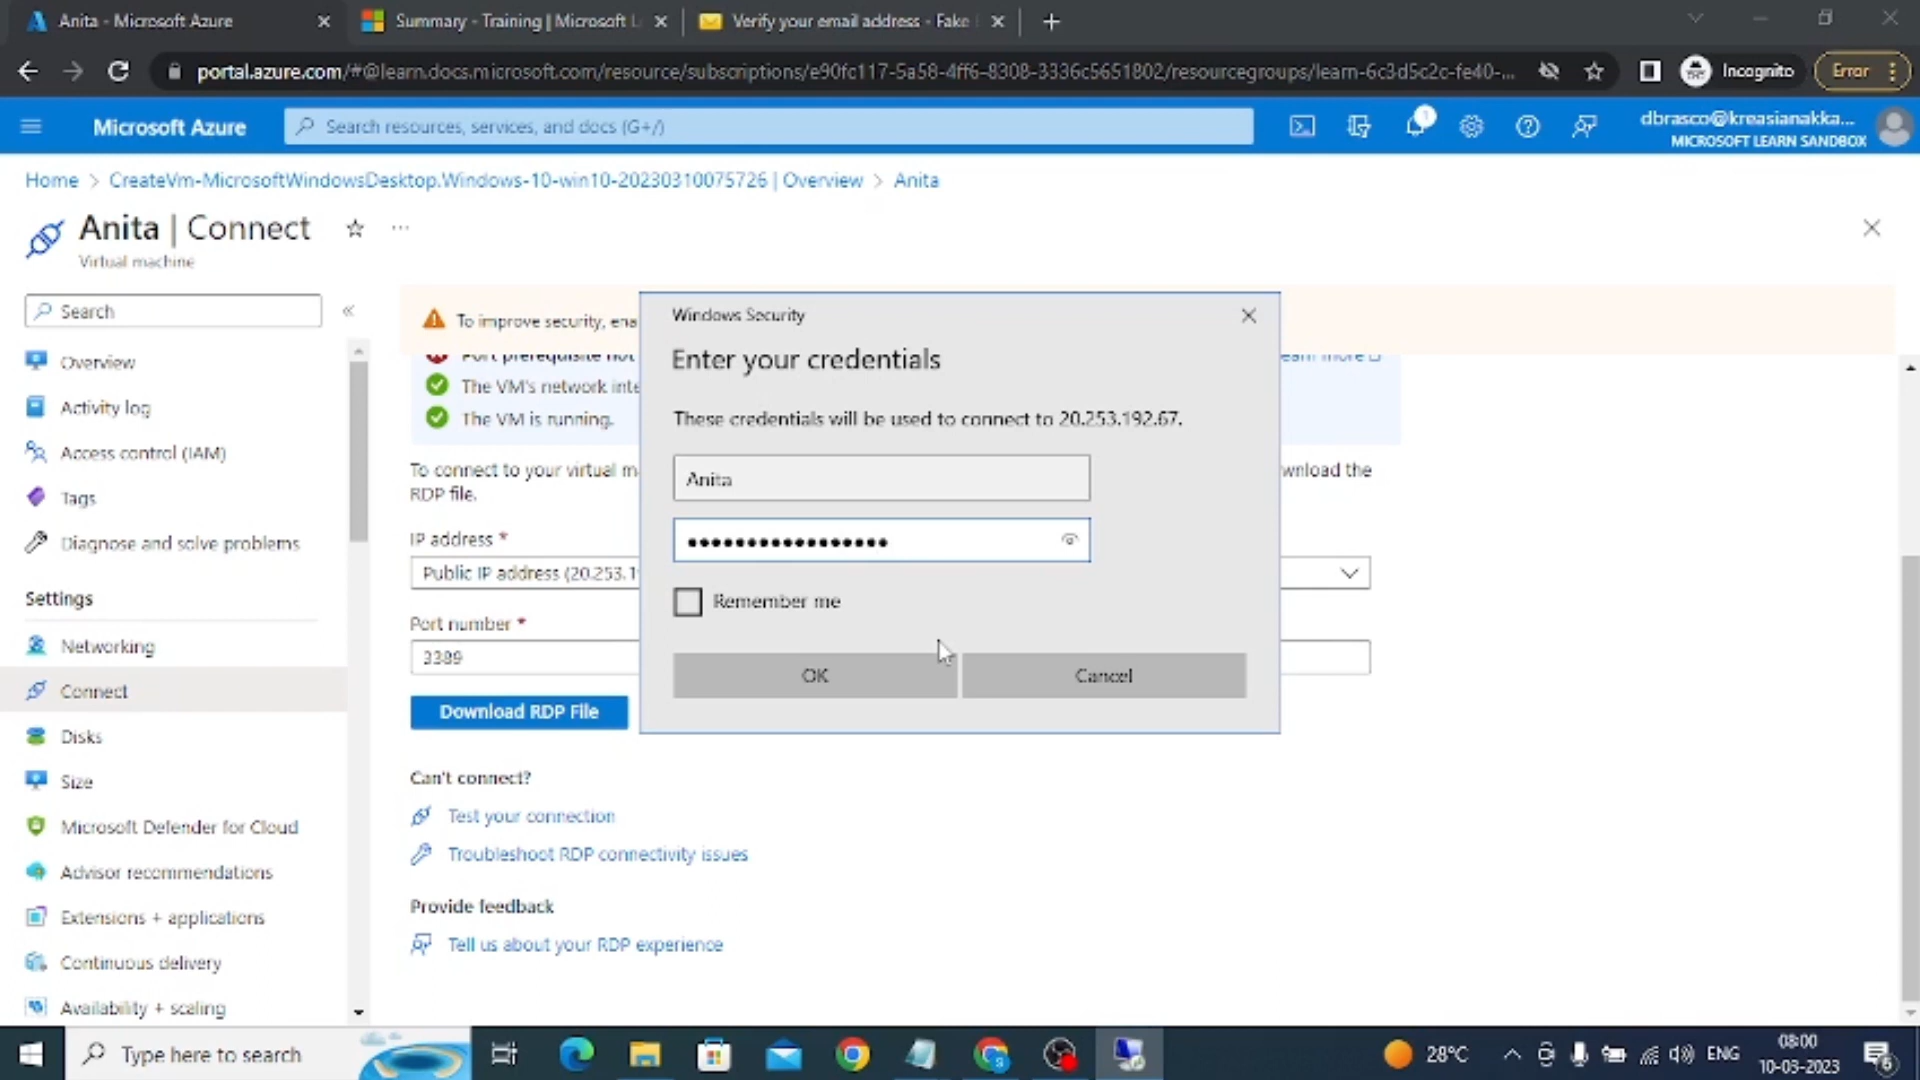 Anita - Microsoft Azure
Summary - Training | Microsoft L
Verify your email address - Fake
portal.azure.com/#@learn.docs.microsoft.com/resource/subscriptions/e90fc117-5a58-4ff6-8308-3336c5651802/resourcegroups/learn-6c3d5c2c-fe40-...
Incognito
Error
Microsoft Azure
Search resources, services, and docs (G+/)
1
dbrasco@kreasianakka...
MICROSOFT LEARN SANDBOX
Home > CreateVm-MicrosoftWindowsDesktop.Windows-10-win10-20230310075726 | Overview > Anita
Anita | Connect
Virtual machine
Search
Overview
Activity log
Access control (IAM)
Tags
Diagnose and solve problems
Settings
Networking
Connect
Disks
Size
Microsoft Defender for Cloud
Advisor recommendations
Extensions + applications
Continuous delivery
Availability + scaling
To improve security, ena
Port prerequisite not
earn more
The VM's network inte
The VM is running.
To connect to your virtual m
wnload the
RDP file.
IP address *
Public IP address (20.253.1
Port number *
3389
Download RDP File
Can't connect?
Test your connection
Troubleshoot RDP connectivity issues
Provide feedback
Tell us about your RDP experience
Windows Security
Enter your credentials
These credentials will be used to connect to 20.253.192.67.
Anita
•••••••••••••••••
Remember me
OK
Cancel
Type here to search
28°C
ENG
08:00
10-03-2023